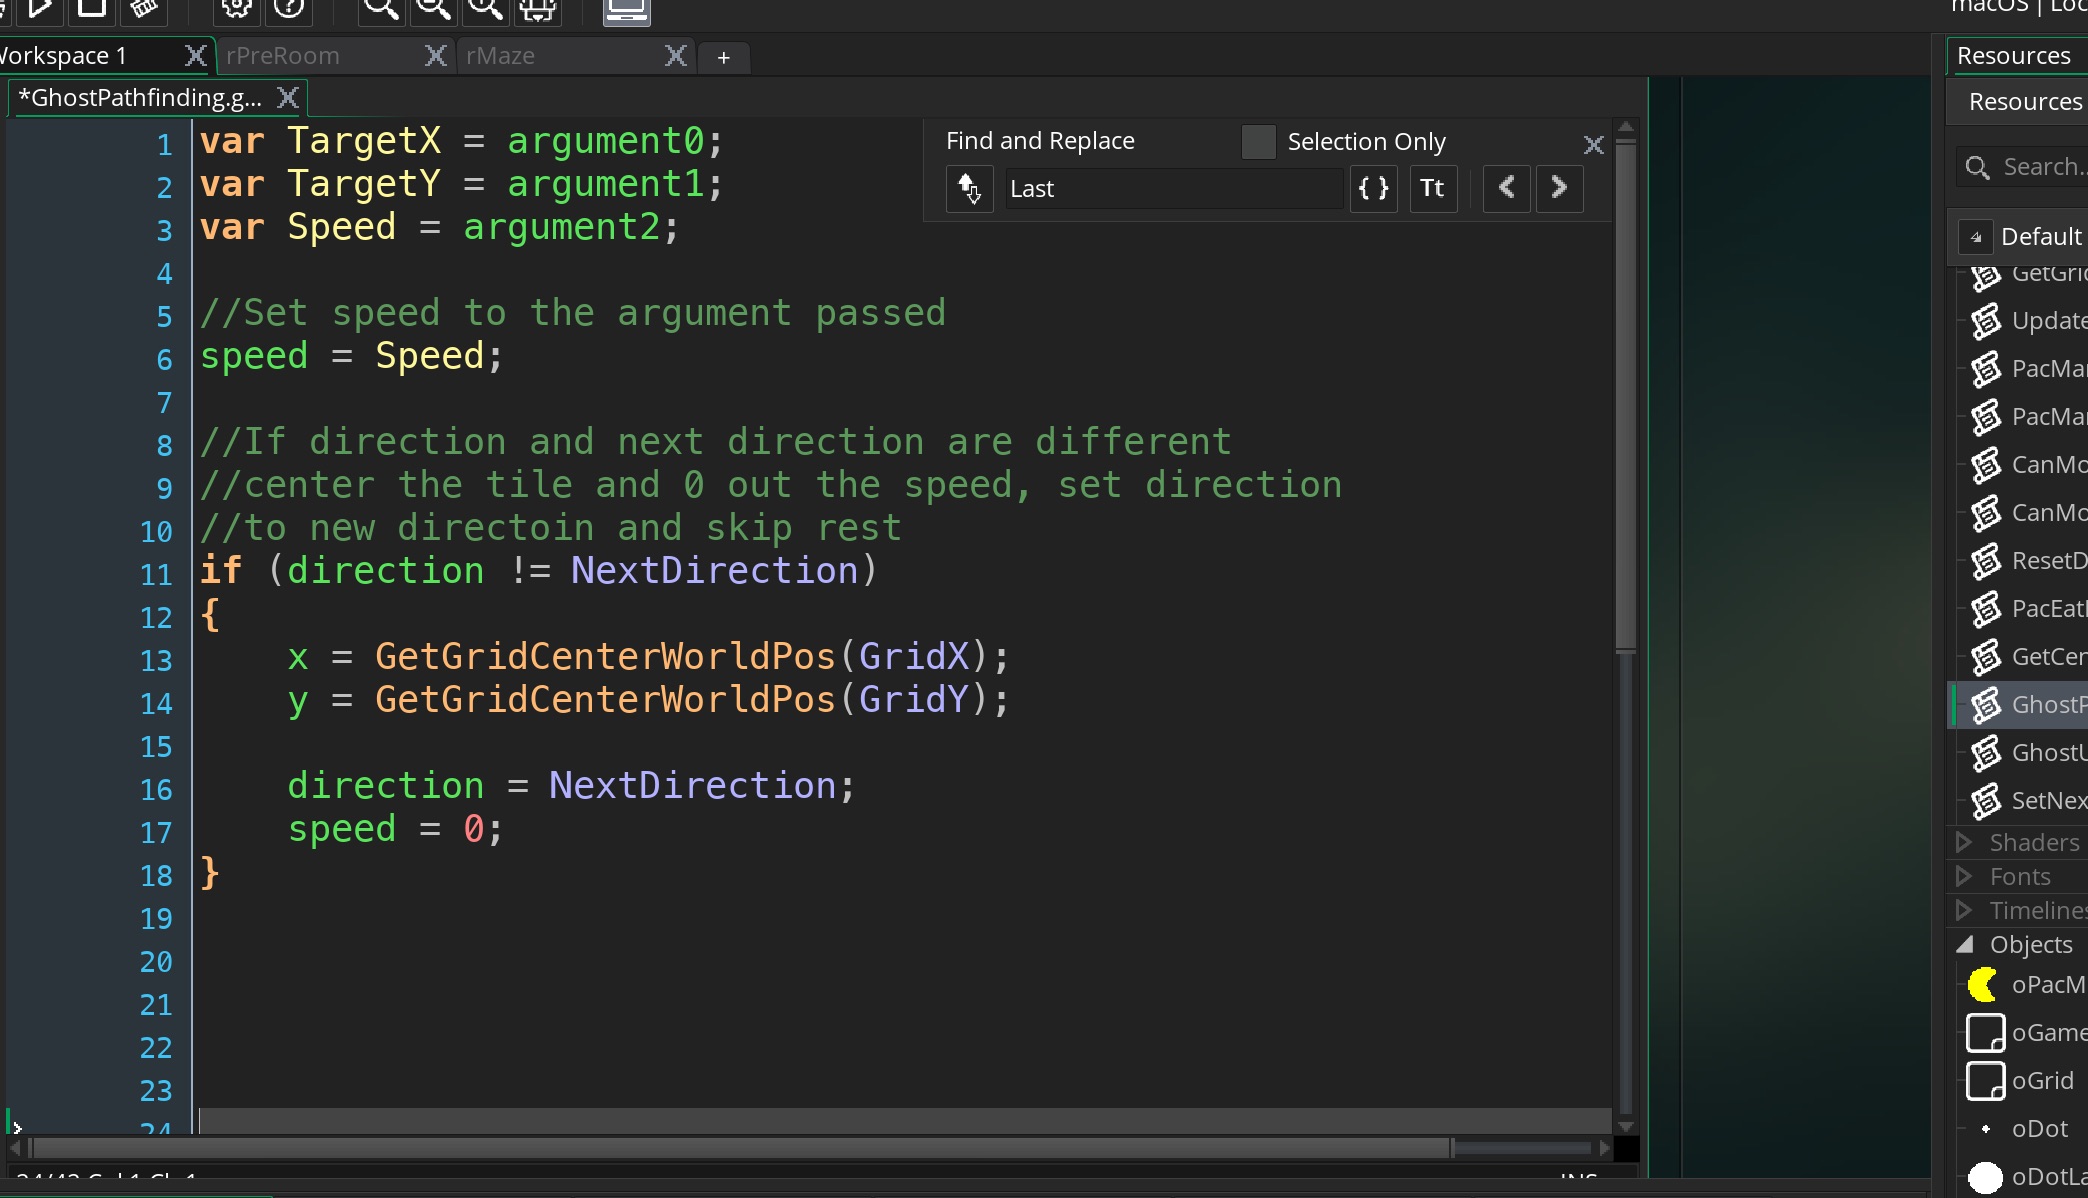 Workspace 1
rPreRoom
rMaze
+
Resources
*GhostPathfinding.g...
Resources
Find and Replace
Selection Only
Last
{ }
Tt
Search..
Default
1 var TargetX = argument0;
2 var TargetY = argument1;
3 var Speed = argument2;
4
5 //Set speed to the argument passed
6 speed = Speed;
7
8 //If direction and next direction are different
9 //center the tile and 0 out the speed, set direction
10 //to new directoin and skip rest
11 if (direction != NextDirection)
12 {
13 x = GetGridCenterWorldPos(GridX);
14 y = GetGridCenterWorldPos(GridY);
15
16 direction = NextDirection;
17 speed = 0;
18 }
19
20
21
22
23
24
GetGri
Update
PacMa
PacMa
CanMo
CanMo
ResetD
PacEat
GetCen
GhostP
GhostU
SetNex
Shaders
Fonts
Timelines
Objects
oPacM
oGame
oGrid
oDot
oDotLa